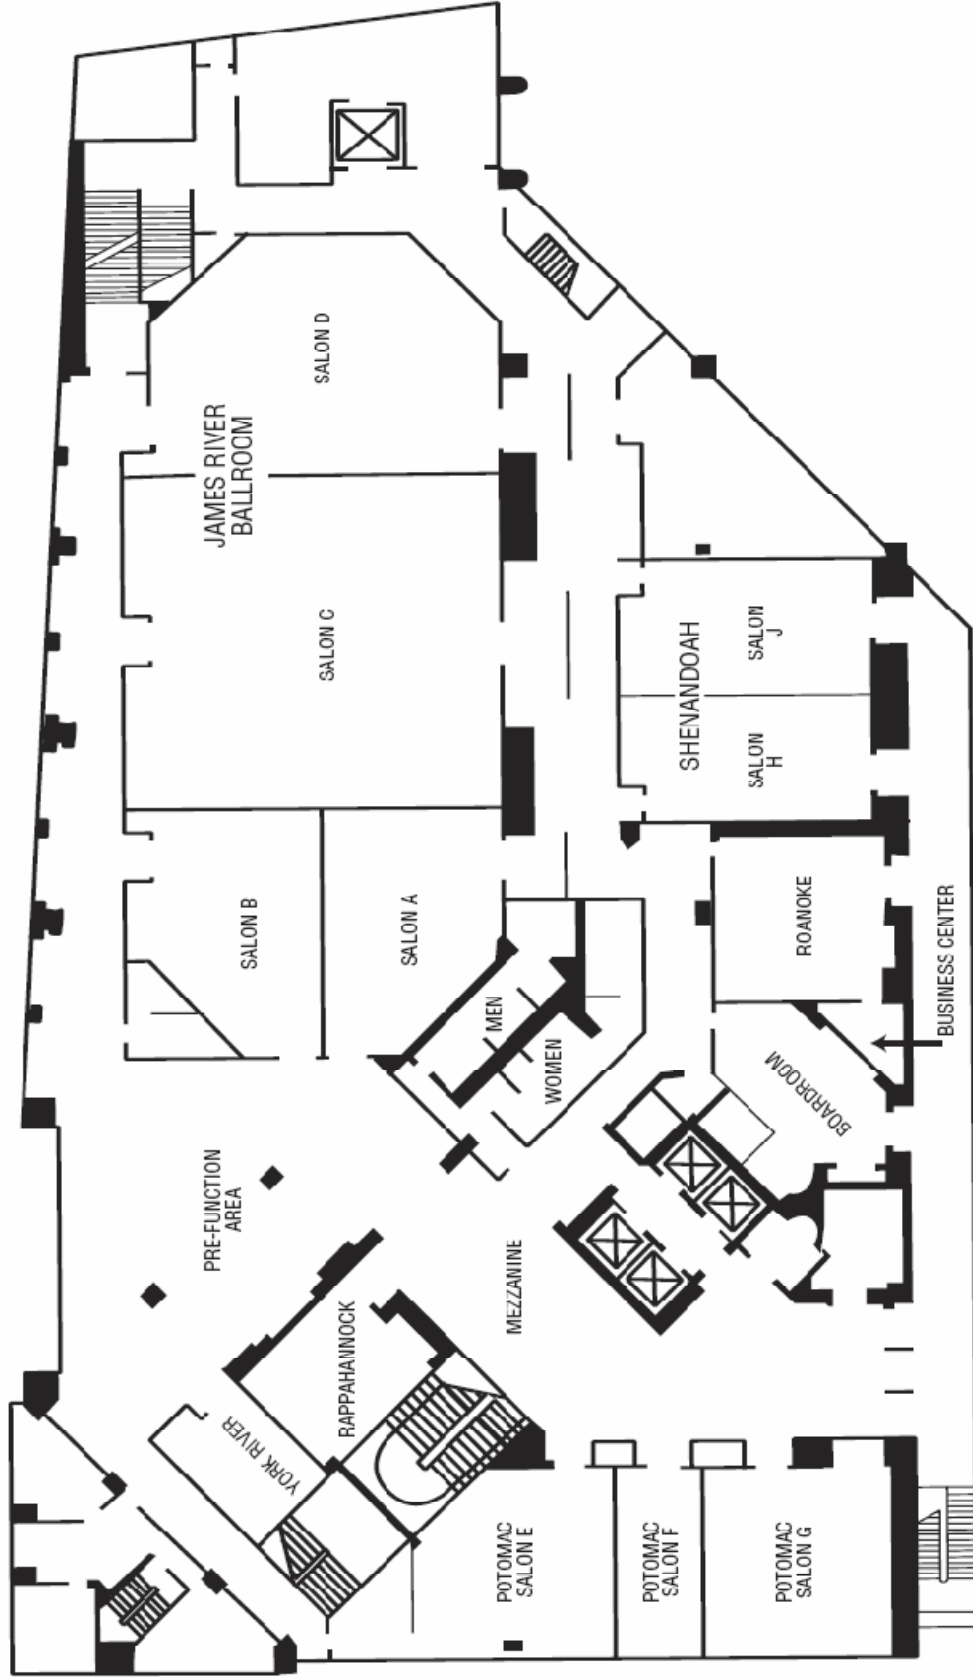 JAMES RIVER
BALLROOM
SALON D
SALON C
SALON B
SALON A
SHENANDOAH
SALON
J
SALON
H
ROANOKE
BUSINESS CENTER
BOARDROOM
MEN
WOMEN
PRE-FUNCTION
AREA
MEZZANINE
RAPPAHANNOCK
YORK RIVER
POTOMAC
SALON E
POTOMAC
SALON F
POTOMAC
SALON G